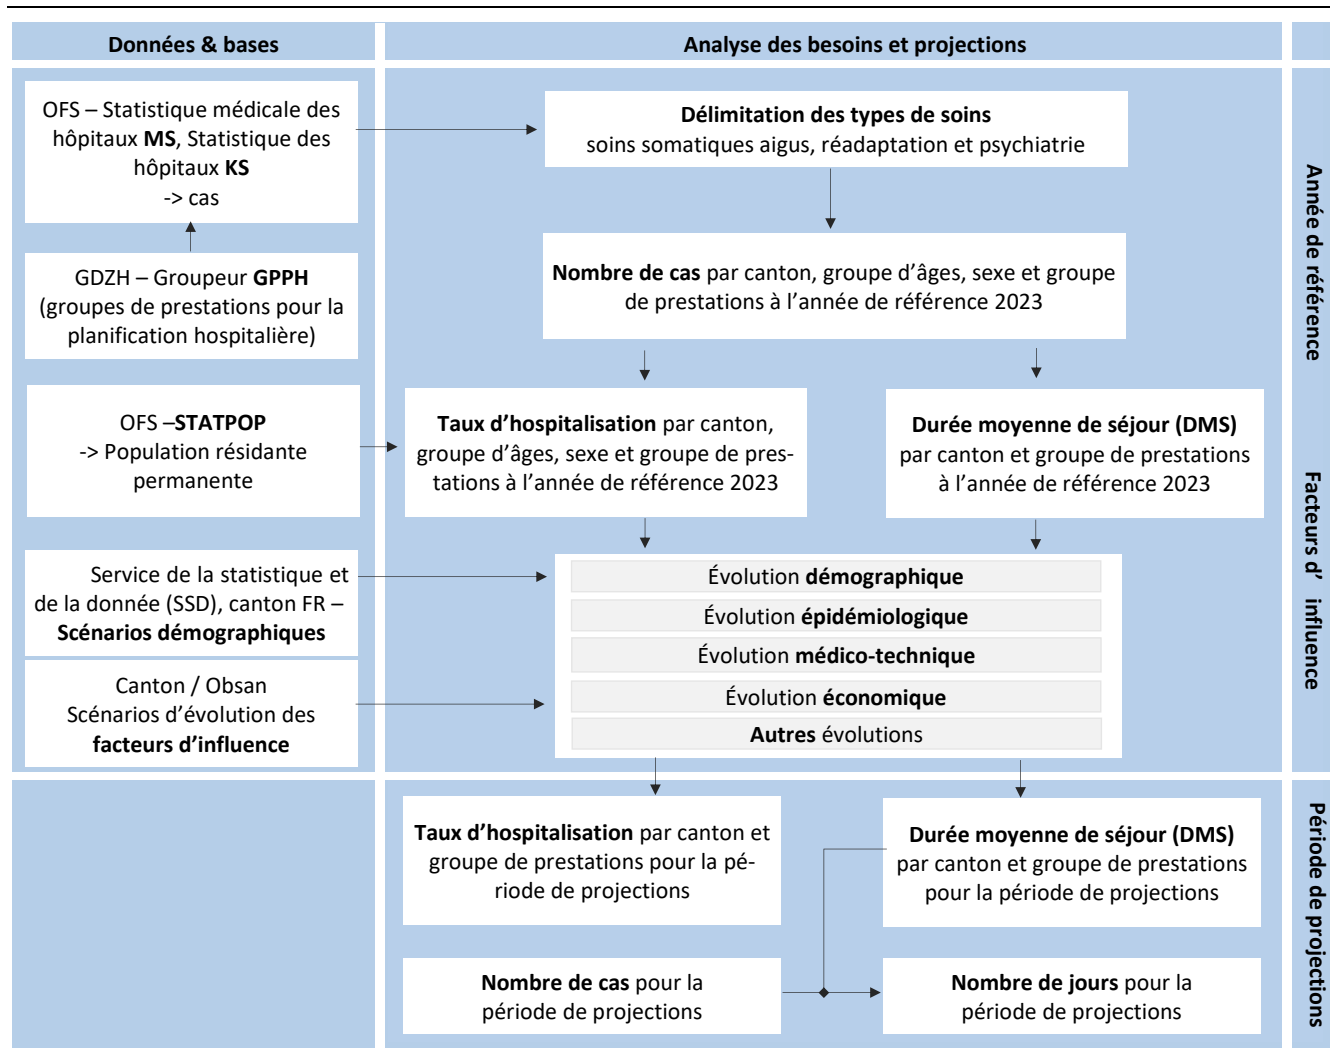 Données & bases
Analyse des besoins et projections
OFS – Statistique médicale des
hôpitaux MS, Statistique des
hôpitaux KS
-> cas
GDZH – Groupeur GPPH
(groupes de prestations pour la
planification hospitalière)
OFS –STATPOP
-> Population résidante
permanente
Service de la statistique et
de la donnée (SSD), canton FR –
Scénarios démographiques
Canton / Obsan
Scénarios d’évolution des
facteurs d’influence
Délimitation des types de soins
soins somatiques aigus, réadaptation et psychiatrie
Nombre de cas par canton, groupe d’âges, sexe et groupe
de prestations à l’année de référence 2023
Taux d’hospitalisation par canton,
groupe d’âges, sexe et groupe de pres-
tations à l’année de référence 2023
Durée moyenne de séjour (DMS)
par canton et groupe de prestations
à l’année de référence 2023
Évolution démographique
Évolution épidémiologique
Évolution médico-technique
Évolution économique
Autres évolutions
Taux d’hospitalisation par canton et
groupe de prestations pour la pé-
riode de projections
Durée moyenne de séjour (DMS)
par canton et groupe de prestations
pour la période de projections
Nombre de cas pour la
période de projections
Nombre de jours pour la
période de projections
Année de référence
Facteurs d’ influence
Période de projections